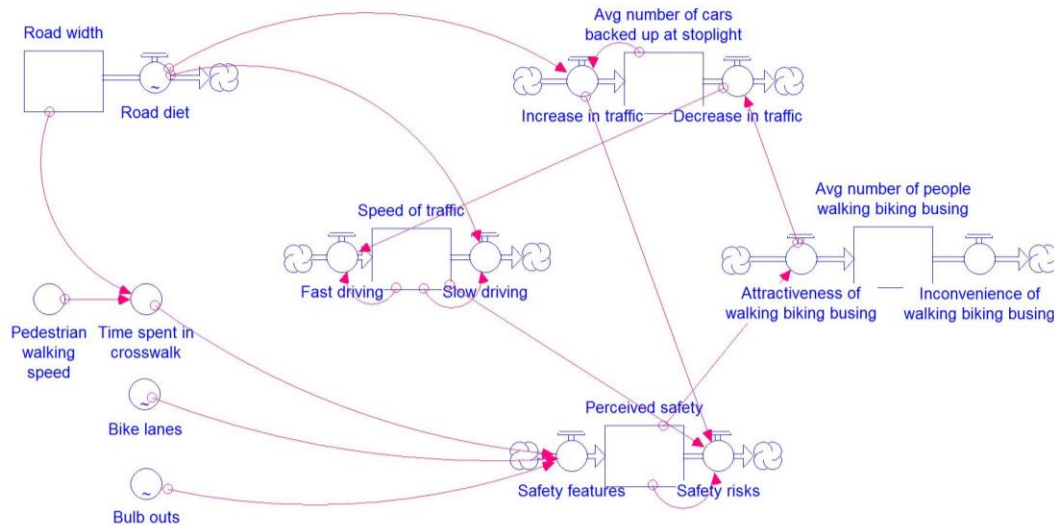 Avg number of cars
backed up at stoplight
Road width
Road diet
Increase in traffic
Decrease in traffic
Avg number of people
walking biking busing
Speed of traffic
Fast driving
Slow driving
Attractiveness of
walking biking busing
Inconvenience of
walking biking busing
Pedestrian
walking
speed
Time spent in
crosswalk
Perceived safety
Bike lanes
Safety features
Safety risks
Bulb outs